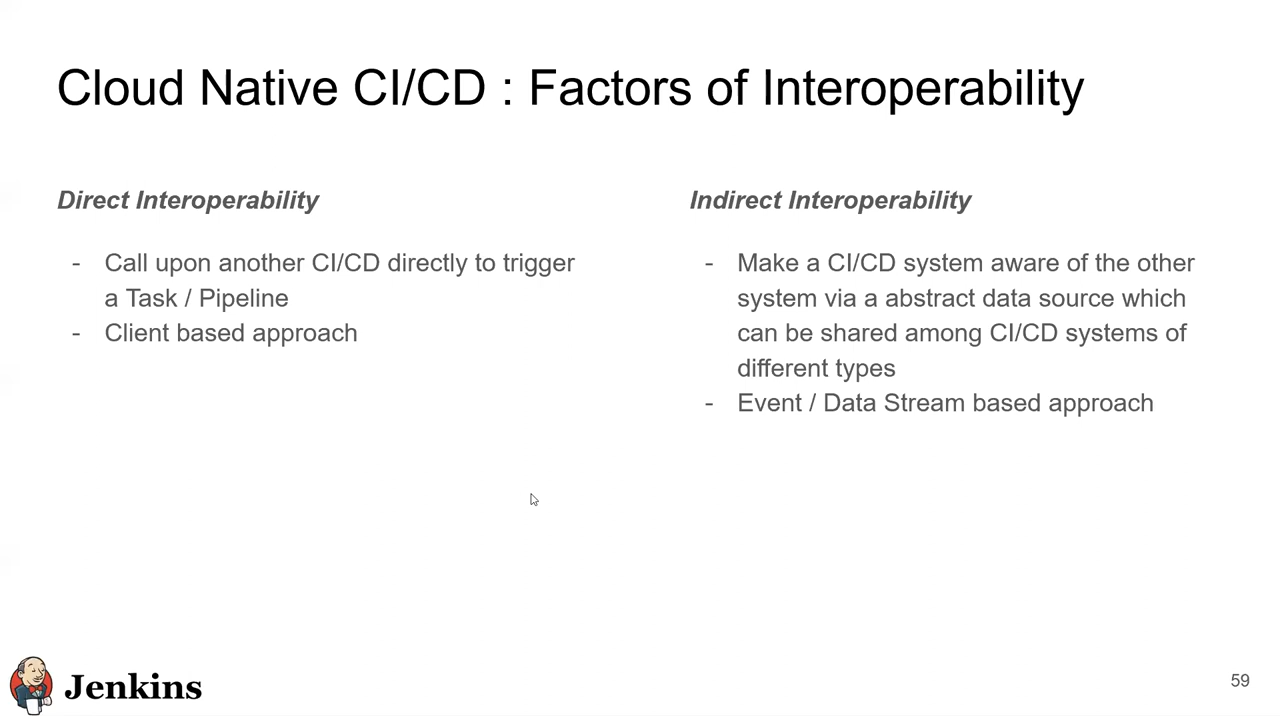 Cloud Native CI/CD : Factors of Interoperability
Direct Interoperability
- Call upon another CI/CD directly to trigger
a Task / Pipeline
- Client based approach
Indirect Interoperability
- Make a CI/CD system aware of the other
system via a abstract data source which
can be shared among CI/CD systems of
different types
- Event / Data Stream based approach
Jenkins
59